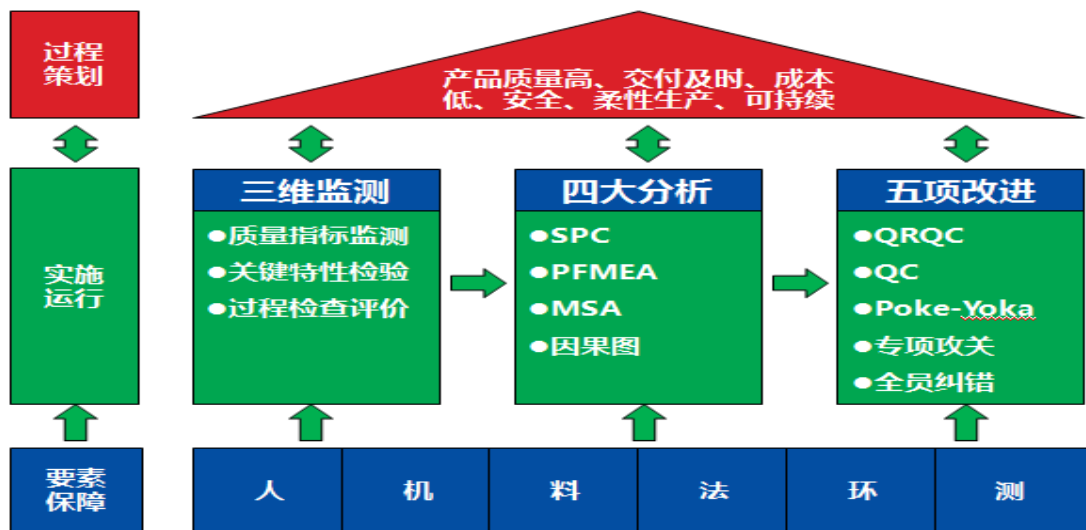 过程
策划
产品质量高、交付及时、成本
低、安全、柔性生产、可持续
实施
运行
三维监测
●质量指标监测
●关键特性检验
●过程检查评价
四大分析
●SPC
●PFMEA
●MSA
●因果图
五项改进
●QRQC
●QC
●Poke-Yoka
●专项攻关
●全员纠错
要素
保障
人
机
料
法
环
测